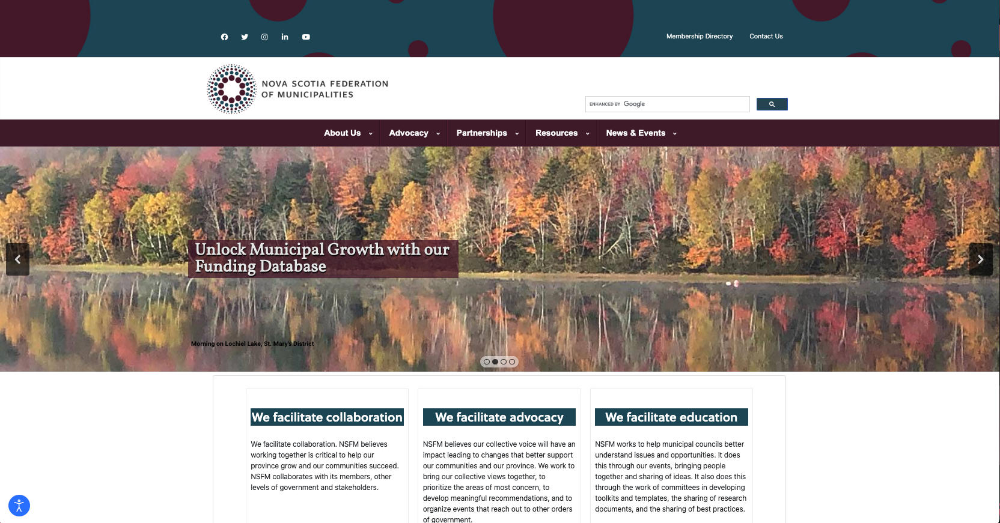 Membership Directory Contact Us
NOVA SCOTIA FEDERATION
OF MUNICIPALITIES
ENHANCED BY Google
About Us Advocacy Partnerships Resources News & Events
Unlock Municipal Growth with our
Funding Database
Morning on Lochiel Lake, St. Mary's District
We facilitate collaboration
We facilitate collaboration. NSFM believes
working together is critical to help our
province grow and our communities succeed.
NSFM collaborates with its members, other
levels of government and stakeholders.
We facilitate advocacy
NSFM believes our collective voice will have an
impact leading to changes that better support
our communities and our province. We work to
bring our collective views together, to
prioritize the areas of most concern, to
develop meaningful recommendations, and to
organize events that reach out to other orders
of government.
We facilitate education
NSFM works to help municipal councils better
understand issues and opportunities. It does
this through our events, bringing people
together and sharing of ideas. It also does this
through the work of committees in developing
toolkits and templates, the sharing of research
documents, and the sharing of best practices.